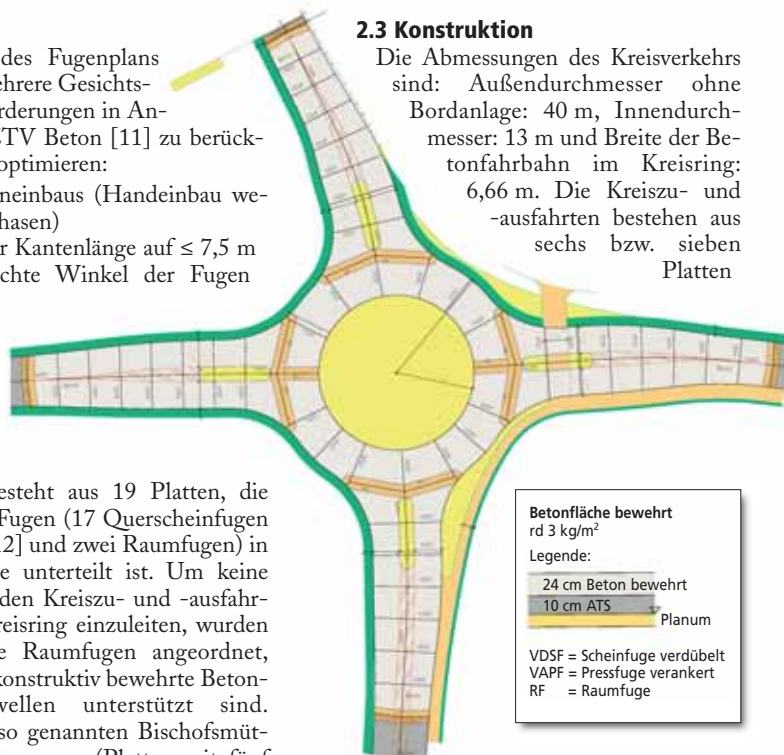 des Fugenplans
ehrere Gesichts-
rderungen in An-
TV Beton [11] zu berück-
optimieren:
neinbaus (Handeinbau we-
hasen)
r Kantenlänge auf ≤ 7,5 m
chte Winkel der Fugen
esteht aus 19 Platten, die
Fugen (17 Querscheinfugen
12] und zwei Raumfugen) in
e unterteilt ist. Um keine
den Kreiszu- und -ausfahr-
reisring einzuleiten, wurden
e Raumfugen angeordnet,
konstruktiv bewehrte Beton-
wellen unterstützt sind.
so genannten Bischofsmüt-
2.3 Konstruktion
Die Abmessungen des Kreisverkehrs
sind: Außendurchmesser ohne
Bordanlage: 40 m, Innendurch-
messer: 13 m und Breite der Be-
tonfahrbahn im Kreisring:
6,66 m. Die Kreiszu- und
-ausfahrten bestehen aus
sechs bzw. sieben
Platten
Betonfläche bewehrt
rd 3 kg/m²
Legende:
24 cm Beton bewehrt
10 cm ATS
Planum
VDSF = Scheinfuge verdübelt
VAPF = Pressfuge verankert
RF = Raumfuge